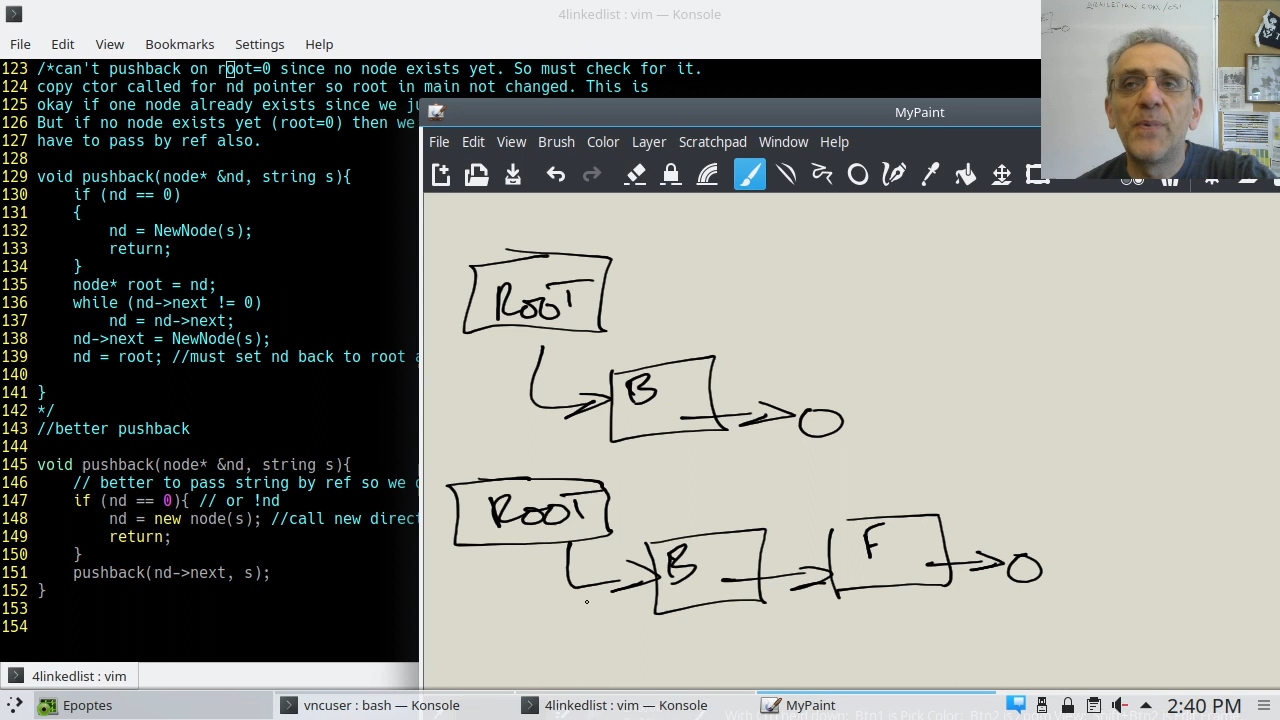 4linkedlist : vim — Konsole
File Edit View Bookmarks Settings Help
123 /*can't pushback on root=0 since no node exists yet. So must check for it.
124 copy ctor called for nd pointer so root in main not changed. This is
125 okay if one node already exists since we
126 But if no node exists yet (root=0) then we
127 have to pass by ref also.
128
129 void pushback(node* &nd, string s){
130 if (nd == 0)
131 {
132 nd = NewNode(s);
133 return;
134 }
135 node* root = nd;
136 while (nd->next != 0)
137 nd = nd->next;
138 nd->next = NewNode(s);
139 nd = root; //must set nd back to root
140
141 }
142 */
143 //better pushback
144
145 void pushback(node* &nd, string s){
146 // better to pass string by ref so we
147 if (nd == 0){ // or !nd
148 nd = new node(s); //call new direct
149 return;
150 }
151 pushback(nd->next, s);
152 }
153
154
4linkedlist : vim
MyPaint
File Edit View Brush Color Layer Scratchpad Window Help
ROOT
B
0
ROOT
B
F
0
Epoptes
vrcuser : bash — Konsole
4linkedlist : vim — Konsole
MyPaint
2:40 PM